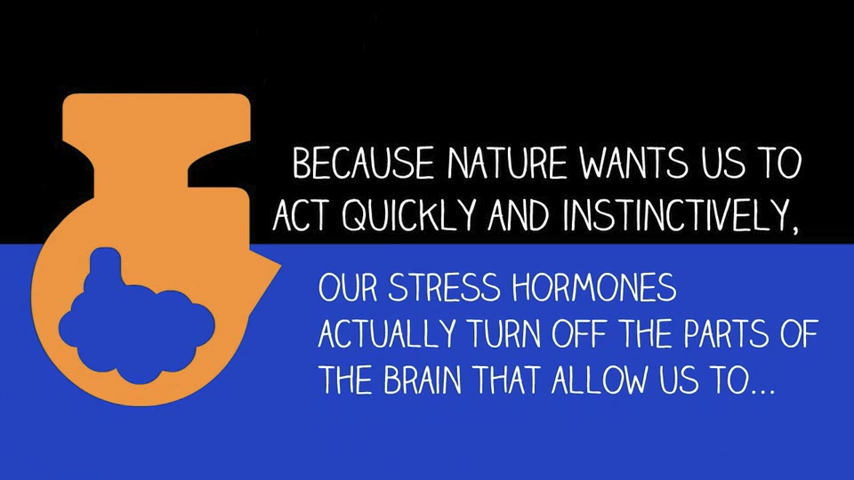 BECAUSE NATURE WANTS US TO
ACT QUICKLY AND INSTINCTIVELY,
OUR STRESS HORMONES
ACTUALLY TURN OFF THE PARTS OF
THE BRAIN THAT ALLOW US TO...